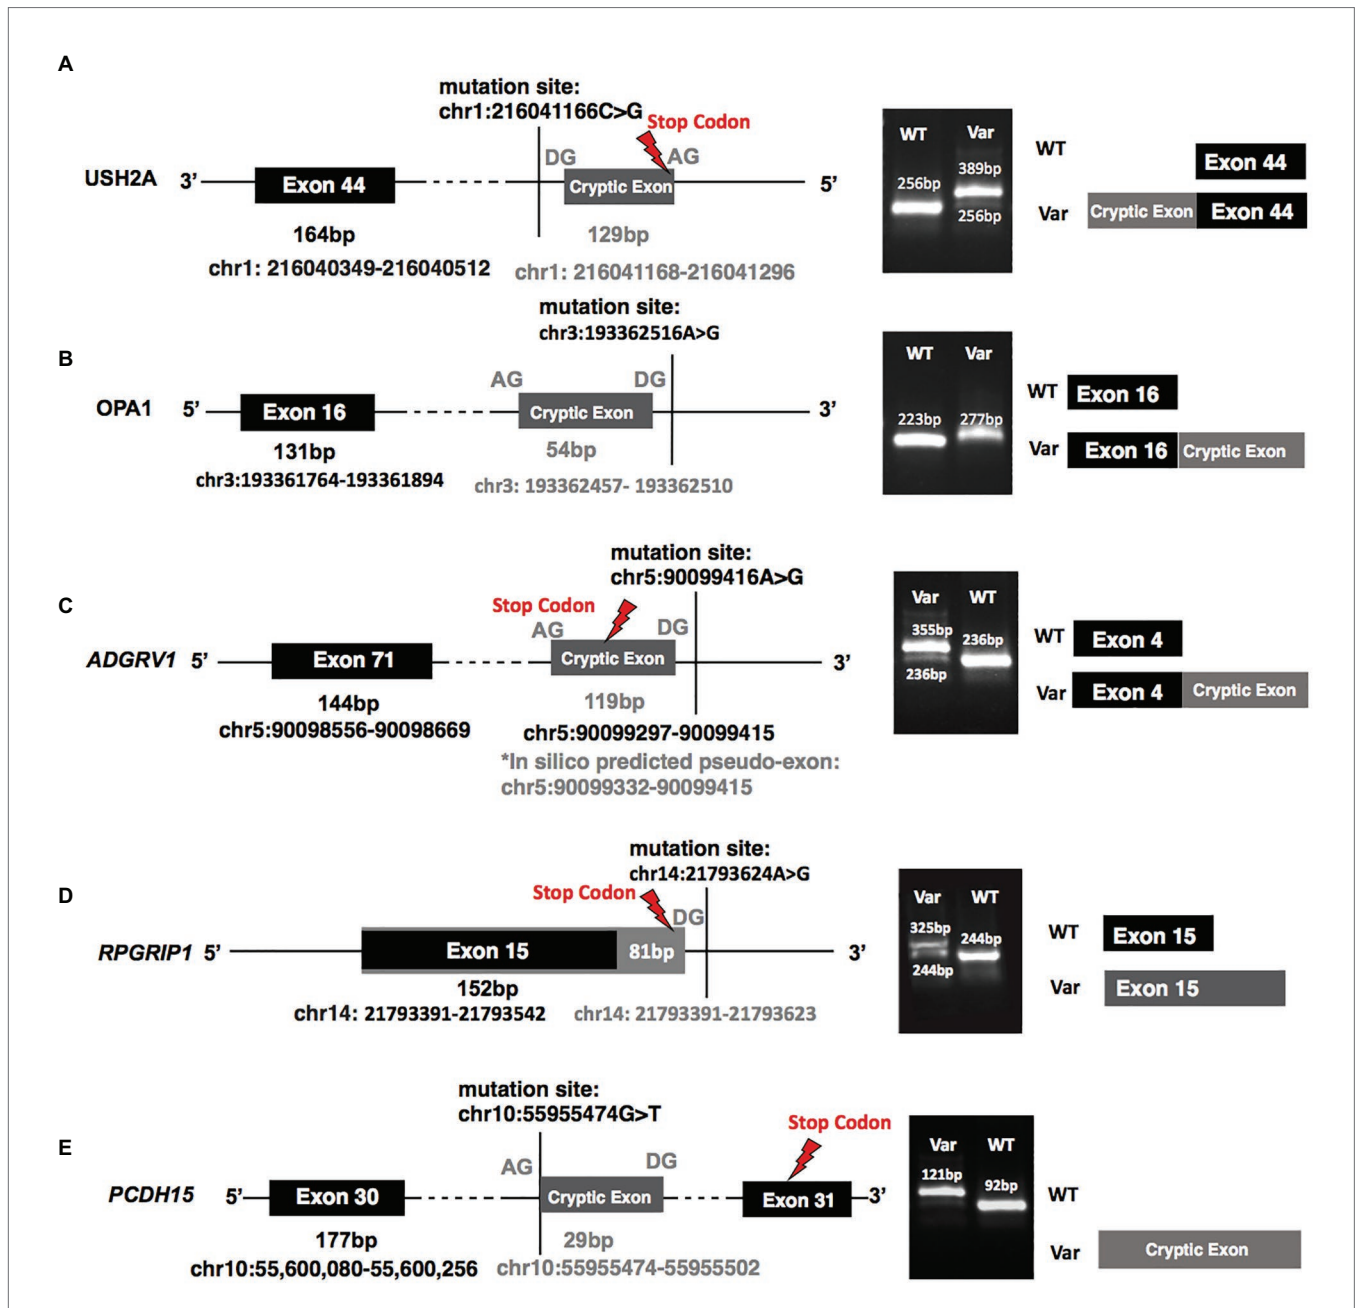 A
mutation site:
chr1:216041166C>G
Stop Codon
DG
AG
USH2A
3’
Exon 44
Cryptic Exon
5’
164bp
129bp
chr1: 216040349-216040512
chr1: 216041168-216041296
WT
Var
256bp
389bp
256bp
WT
Exon 44
Var
Cryptic Exon
Exon 44
B
mutation site:
chr3:193362516A>G
AG
DG
OPA1
5’
Exon 16
Cryptic Exon
3’
131bp
54bp
chr3:193361764-193361894
chr3: 193362457- 193362510
WT
Var
223bp
277bp
WT
Exon 16
Var
Exon 16
Cryptic Exon
C
mutation site:
chr5:90099416A>G
Stop Codon
AG
DG
ADGRV1
5’
Exon 71
Cryptic Exon
3’
144bp
119bp
chr5:90098556-90098669
chr5:90099297-90099415
*In silico predicted pseudo-exon:
chr5:90099332-90099415
Var
WT
355bp
236bp
236bp
WT
Exon 4
Var
Exon 4
Cryptic Exon
D
mutation site:
chr14:21793624A>G
Stop Codon
DG
RPGRIP1
5’
Exon 15
81bp
3’
152bp
chr14: 21793391-21793542
chr14: 21793391-21793623
Var
WT
325bp
244bp
244bp
WT
Exon 15
Var
Exon 15
E
mutation site:
chr10:55955474G>T
Stop Codon
AG
DG
PCDH15
5’
Exon 30
Cryptic Exon
Exon 31
3’
177bp
29bp
chr10:55,600,080-55,600,256
chr10:55955474-55955502
Var
WT
121bp
92bp
WT
Var
Cryptic Exon